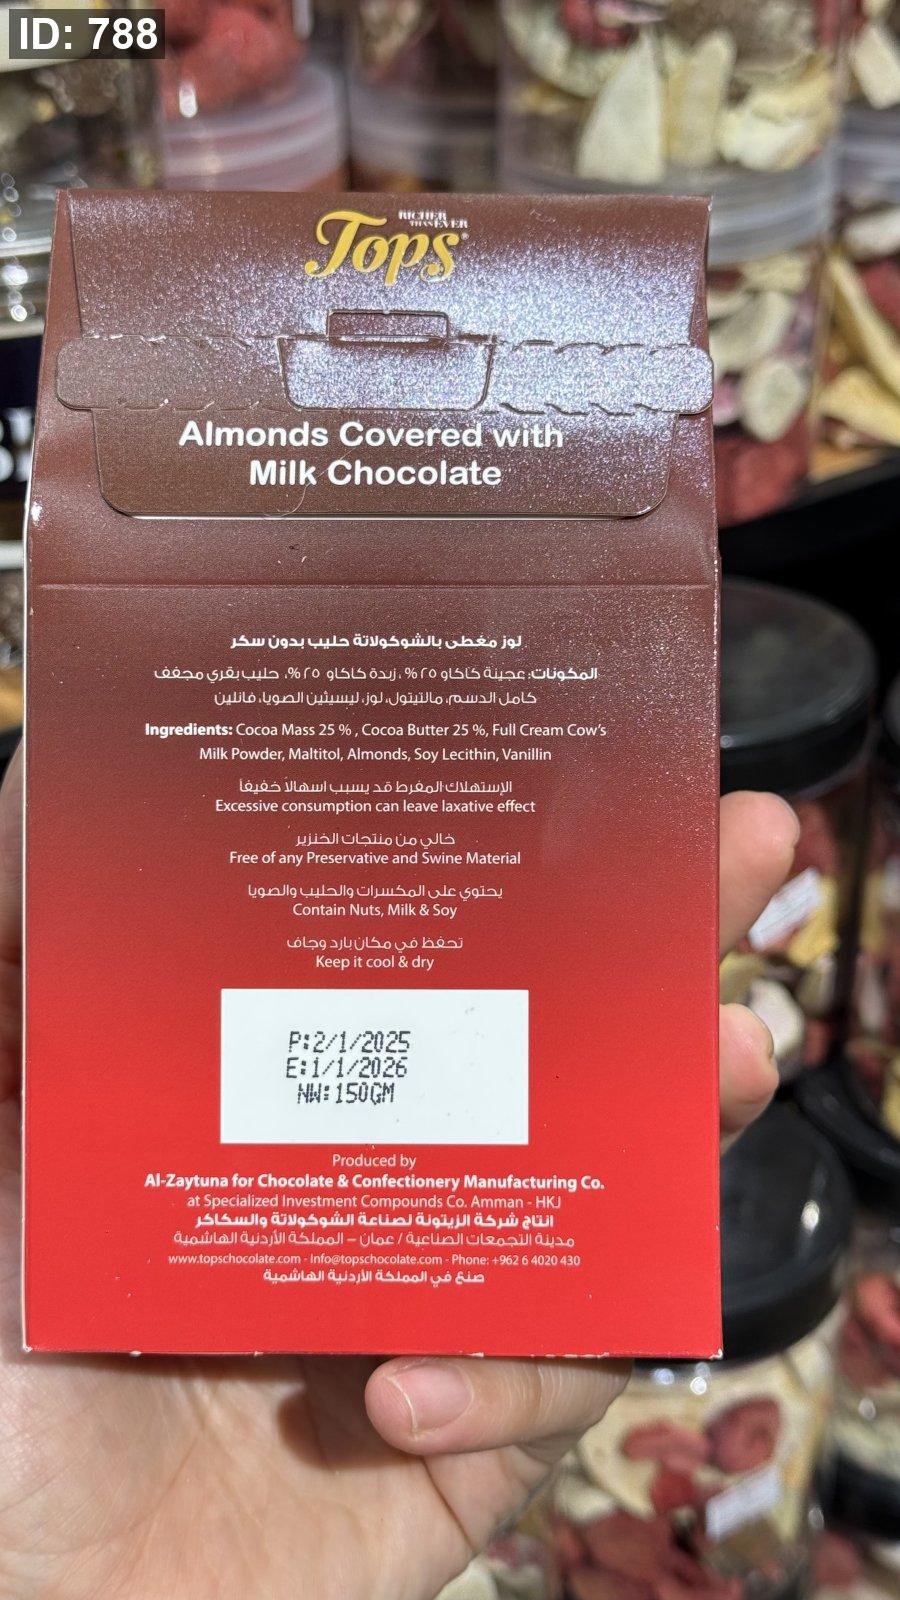 ID: 788
RICHER
THAN EVER
Tops®
Almonds Covered with
Milk Chocolate
لوز مغطى بالشوكولاتة حليب بدون سكر
المكونات: عجينة كاكاو ٢٥ %، زبدة كاكاو ٢٥ %، حليب بقري مجفف
كامل الدسم، مالتيتول، لوز، ليسيثين الصويا، فانلين
Ingredients: Cocoa Mass 25 % , Cocoa Butter 25 %, Full Cream Cow's
Milk Powder, Maltitol, Almonds, Soy Lecithin, Vanillin
الإستهلاك المفرط قد يسبب اسهالاً خفيفاً
Excessive consumption can leave laxative effect
خالي من منتجات الخنزير
Free of any Preservative and Swine Material
يحتوي على المكسرات والحليب والصويا
Contain Nuts, Milk & Soy
تحفظ في مكان بارد وجاف
Keep it cool & dry
P:2/1/2025
E:1/1/2026
NW:150GM
Produced by
Al-Zaytuna for Chocolate & Confectionery Manufacturing Co.
at Specialized Investment Compounds Co. Amman - HKJ
انتاج شركة الزيتونة لصناعة الشوكولاتة والسكاكر
مدينة التجمعات الصناعية / عمان – المملكة الأردنية الهاشمية
www.topschocolate.com - Info@topschocolate.com - Phone: +962 6 4020 430
صنع في المملكة الأردنية الهاشمية